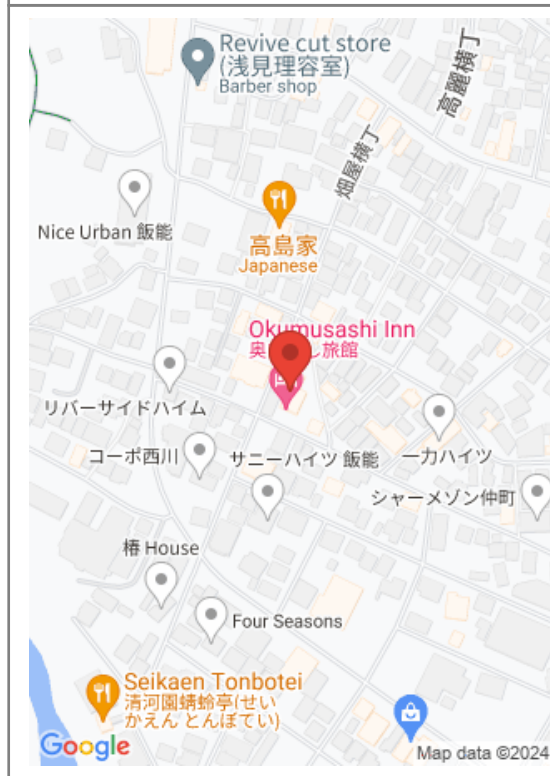 Revive cut store
(浅見理容室)
Barber shop
高麗横丁
畑屋横丁
Nice Urban 飯能
高島家
Japanese
Okumusashi Inn
奥
し旅館
リバーサイドハイム
コーポ西川
サニーハイツ 飯能
一力ハイツ
シャーメゾン仲町
椿 House
Four Seasons
Seikaen Tonbotei
清河園蜻蛉亭(せい
かえん とんぼてい)
Google
Map data ©2024